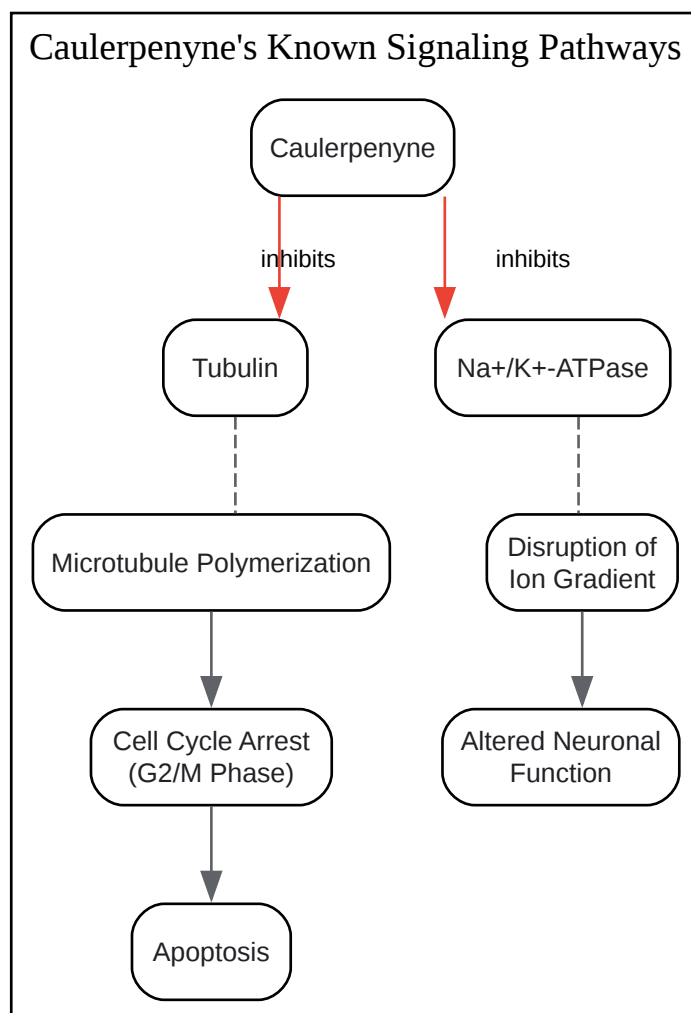 Caulerpenyne's Known Signaling Pathways
Caulerpenyne
inhibits
inhibits
Tubulin
Na+/K+-ATPase
Microtubule Polymerization
Disruption of
Ion Gradient
Cell Cycle Arrest
(G2/M Phase)
Altered Neuronal
Function
Apoptosis